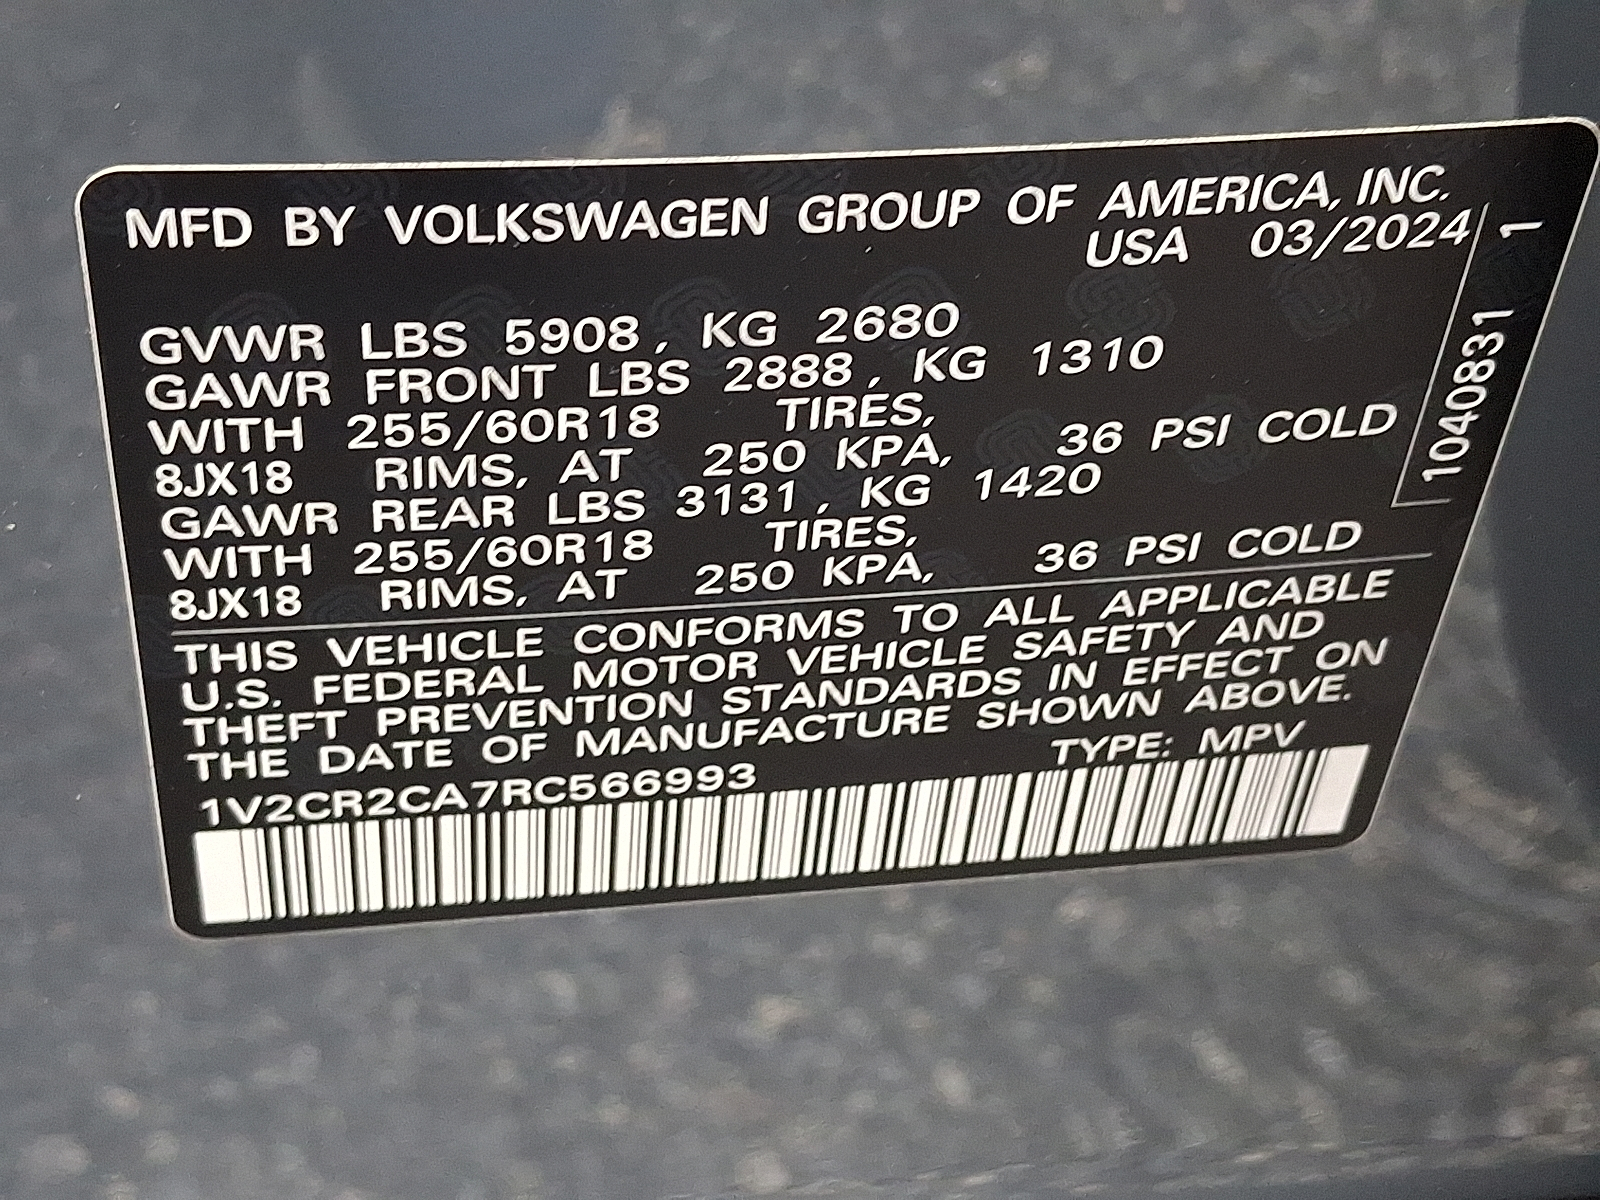 MFD BY VOLKSWAGEN GROUP OF AMERICA, INC.
USA 03/2024
GVWR LBS 5908, KG 2680
GAWR FRONT LBS 2888, KG 1310
WITH 255/60R18 TIRES,
8JX18 RIMS, AT 250 KPA, 36 PSI COLD
GAWR REAR LBS 3131, KG 1420
WITH 255/60R18 TIRES,
8JX18 RIMS, AT 250 KPA, 36 PSI COLD
THIS VEHICLE CONFORMS TO ALL APPLICABLE
U.S. FEDERAL MOTOR VEHICLE SAFETY AND
THEFT PREVENTION STANDARDS IN EFFECT ON
THE DATE OF MANUFACTURE SHOWN ABOVE.
1V2CR2CA7RC566993 TYPE: MPV
1040831 1